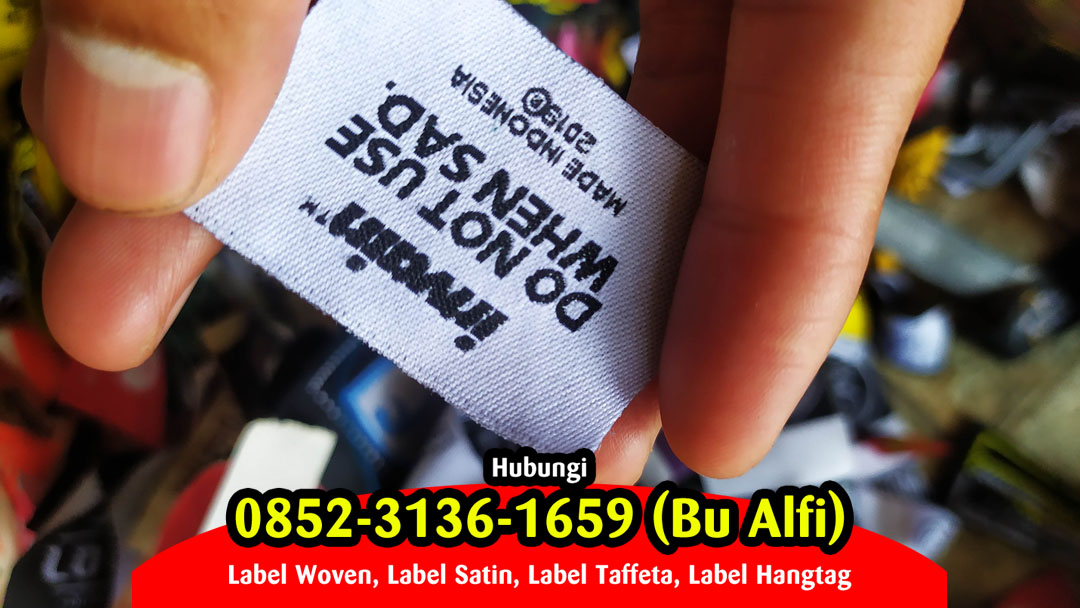 invain™
DO NOT USE
WHEN SAD.
MADE INDONESIA
Hubungi
0852-3136-1659 (Bu Alfi)
Label Woven, Label Satin, Label Taffeta, Label Hangtag